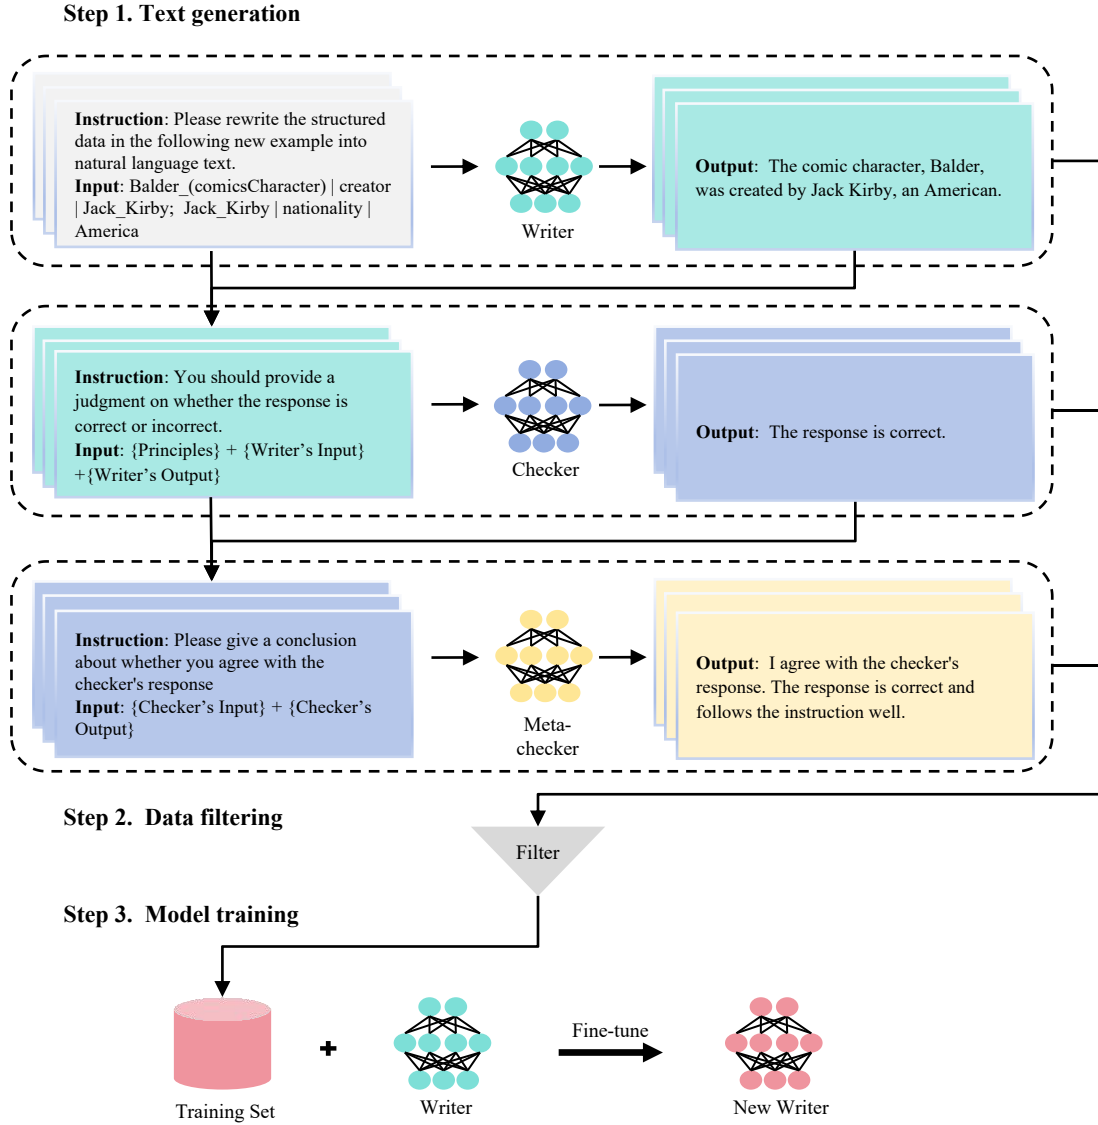 Step 1. Text generation
Instruction: Please rewrite the structured
data in the following new example into
natural language text.
Input: Balder_(comicsCharacter) | creator
| Jack_Kirby;  Jack_Kirby | nationality |
America
Writer
Output:  The comic character, Balder,
was created by Jack Kirby, an American.
Instruction: You should provide a
judgment on whether the response is
correct or incorrect.
Input: {Principles} + {Writer's Input}
+{Writer's Output}
Checker
Output:  The response is correct.
Instruction: Please give a conclusion
about whether you agree with the
checker's response
Input: {Checker's Input} + {Checker's
Output}
Meta-
checker
Output:  I agree with the checker's
response. The response is correct and
follows the instruction well.
Step 2.  Data filtering
Filter
Step 3.  Model training
Training Set
+
Writer
Fine-tune
New Writer